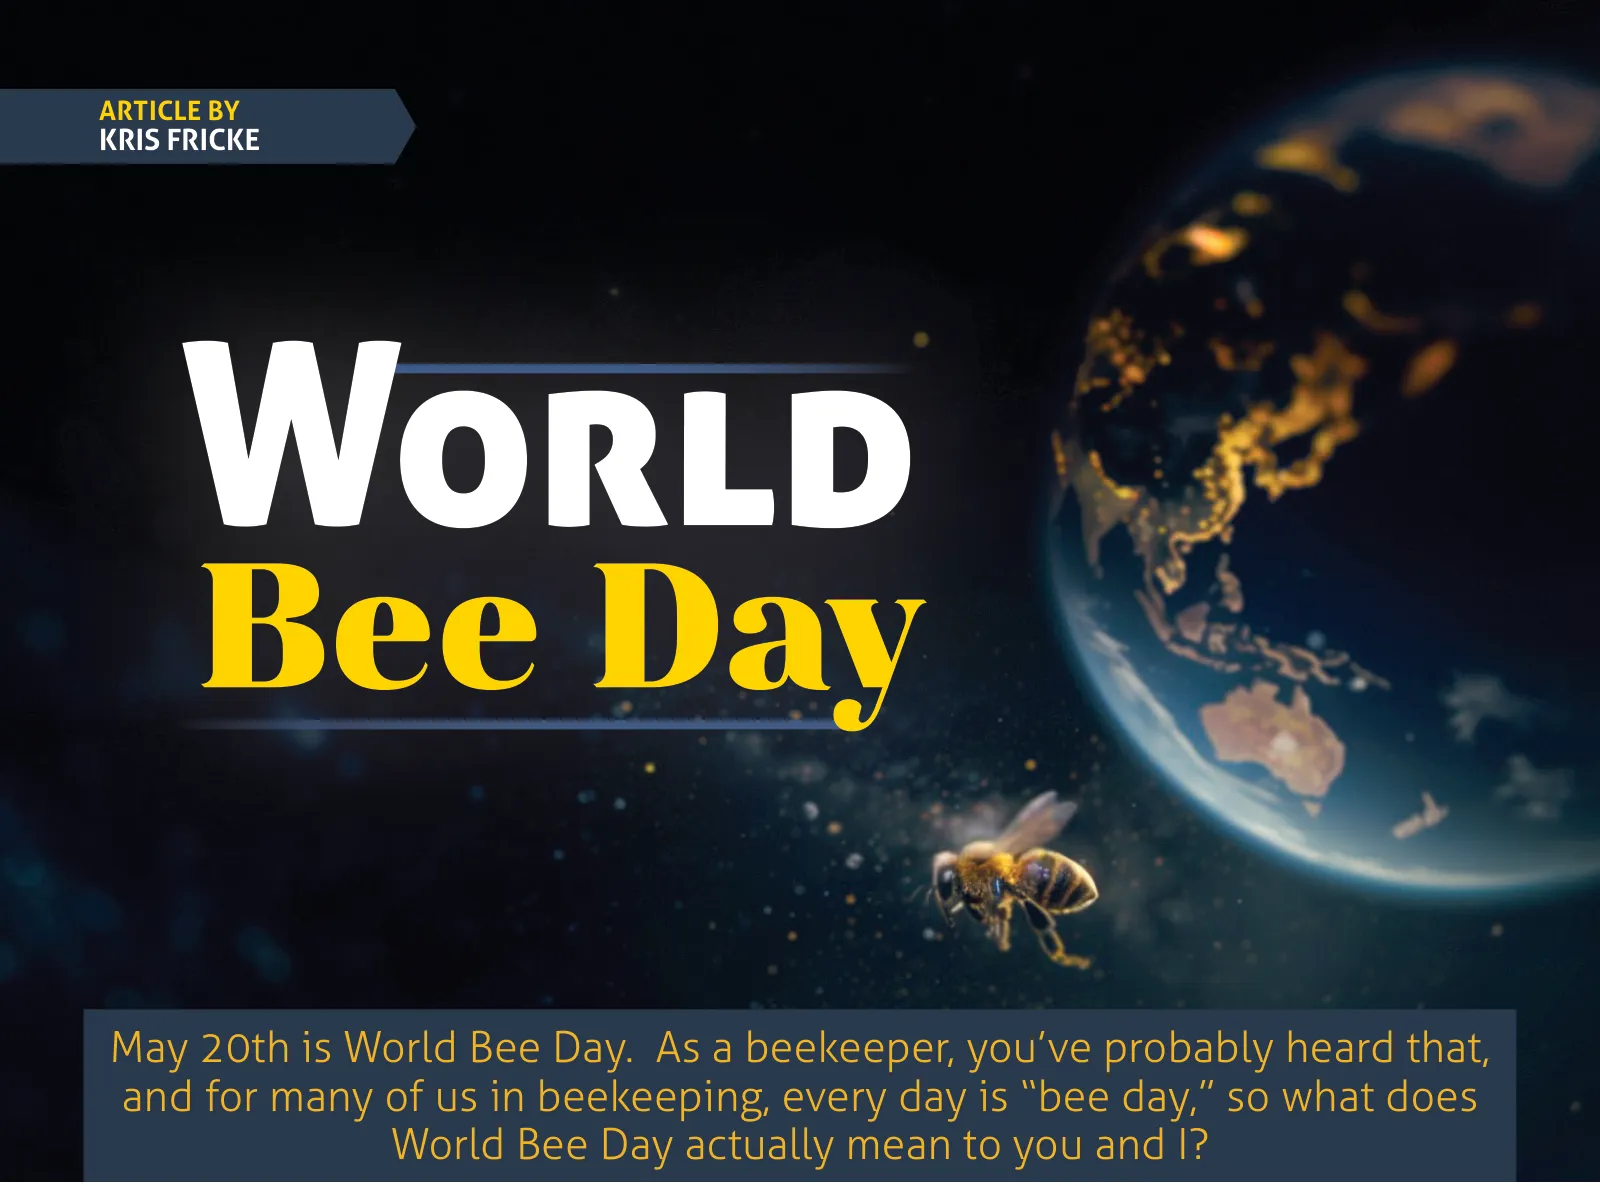 ARTICLE BY
KRIS FRICKE
WORLD
Bee Day
May 20th is World Bee Day.  As a beekeeper, you’ve probably heard that,
and for many of us in beekeeping, every day is “bee day,” so what does
World Bee Day actually mean to you and I?